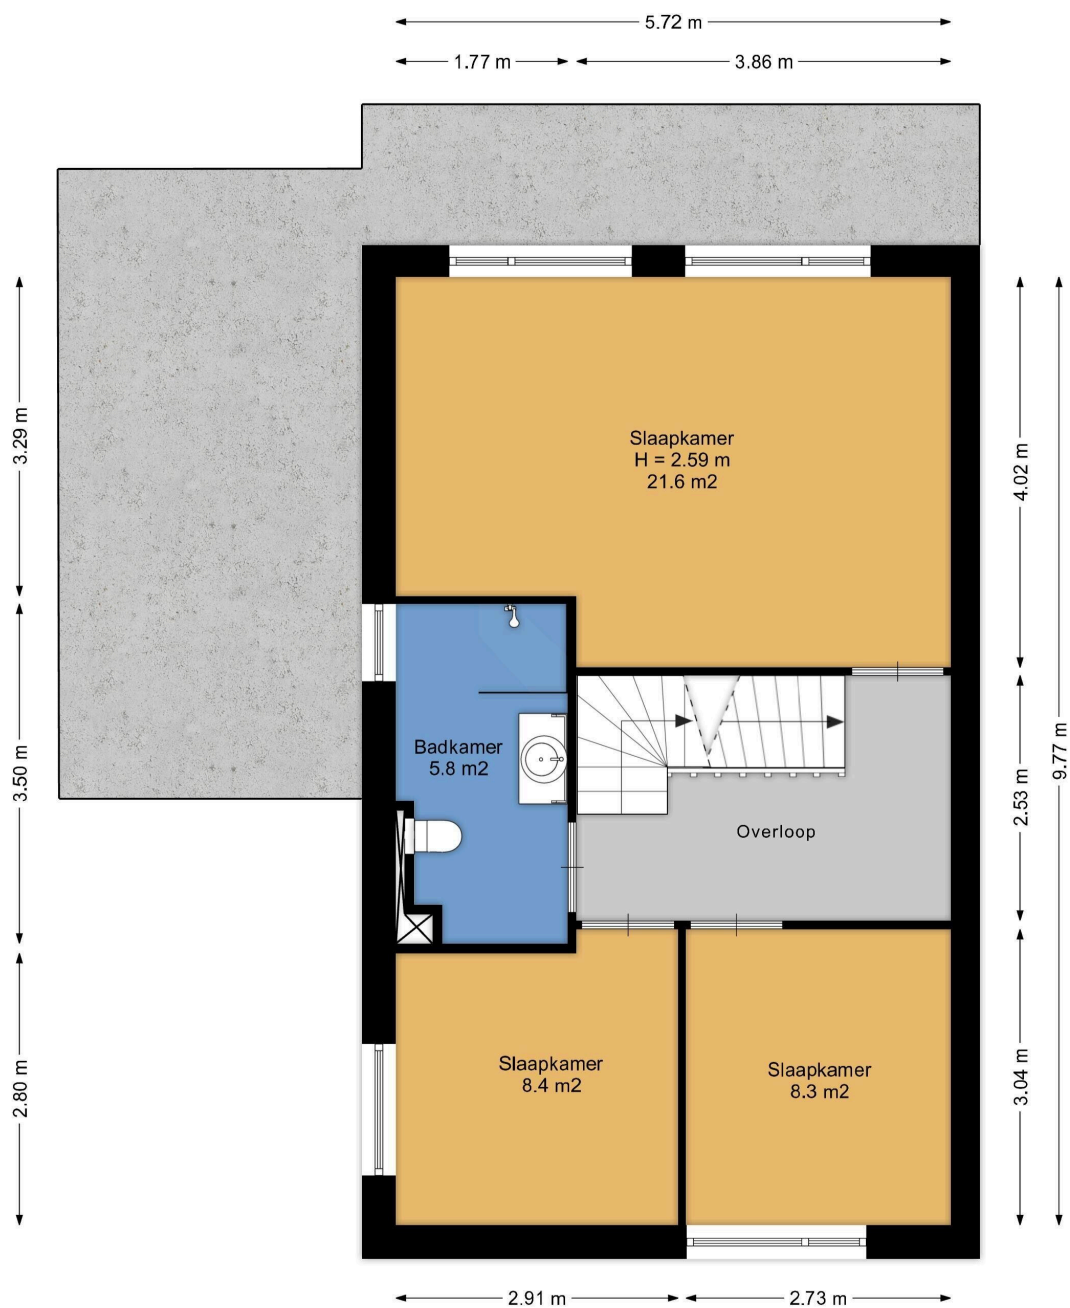 5.72 m
1.77 m
3.86 m
3.29 m
3.50 m
2.80 m
Slaapkamer
H = 2.59 m
21.6 m2
Badkamer
5.8 m2
Overloop
Slaapkamer
8.4 m2
Slaapkamer
8.3 m2
4.02 m
2.53 m
3.04 m
9.77 m
2.91 m
2.73 m